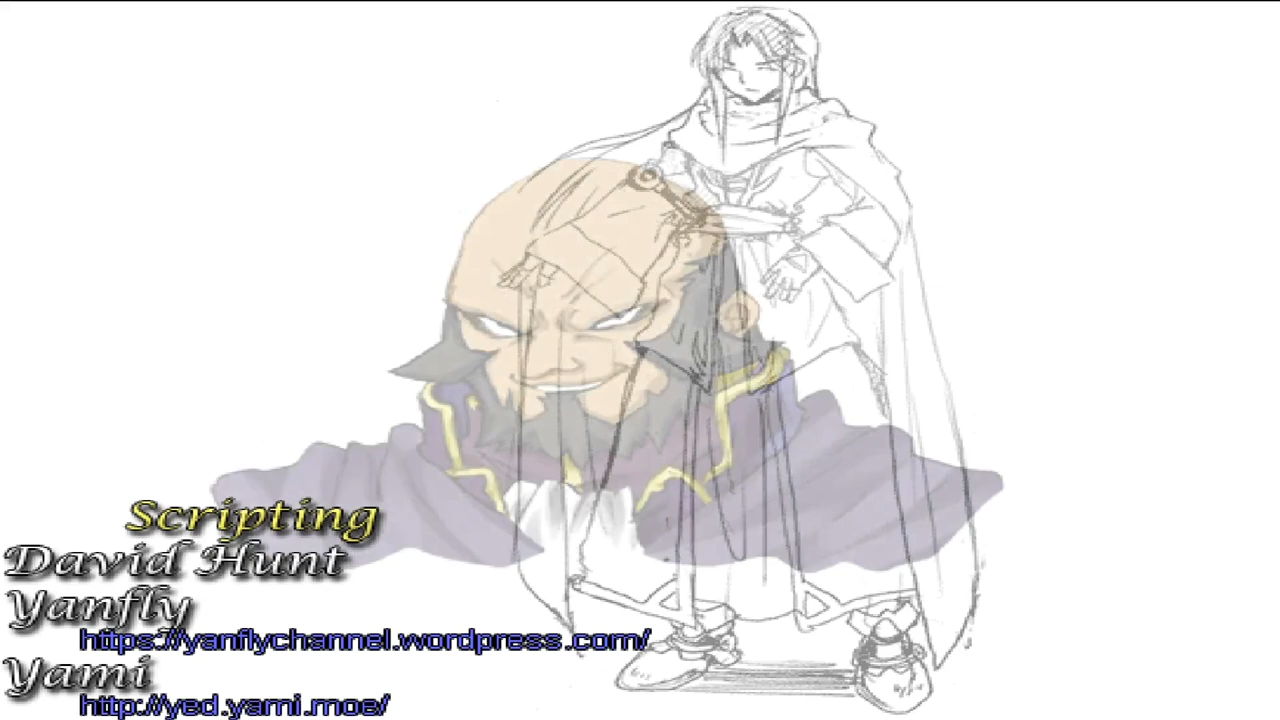 Scripting
David Hunt
Yanfly
https://yanflychannel.wordpress.com/
Yami
http://yed.yami.moe/